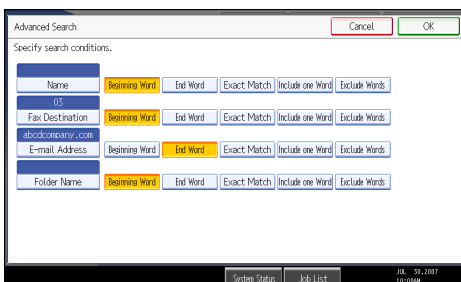 Advanced Search Cancel OK
Specify search conditions.
Name Beginning Word End Word Exact Match Include one Word Exclude Words
03
Fax Destination Beginning Word End Word Exact Match Include one Word Exclude Words
abcdcompany.com
E-mail Address Beginning Word End Word Exact Match Include one Word Exclude Words
Folder Name Beginning Word End Word Exact Match Include one Word Exclude Words
System Status Job List JUL 30,2007
10:00AM